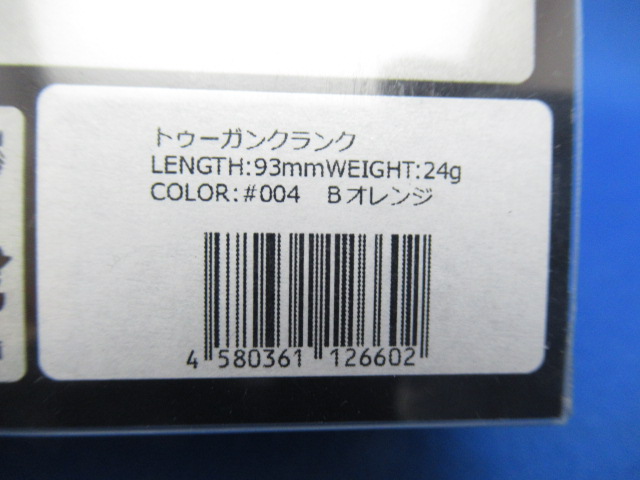 トゥーガンクランク
LENGTH:93mmWEIGHT:24g
COLOR:#004　Bオレンジ
4 580361 126602